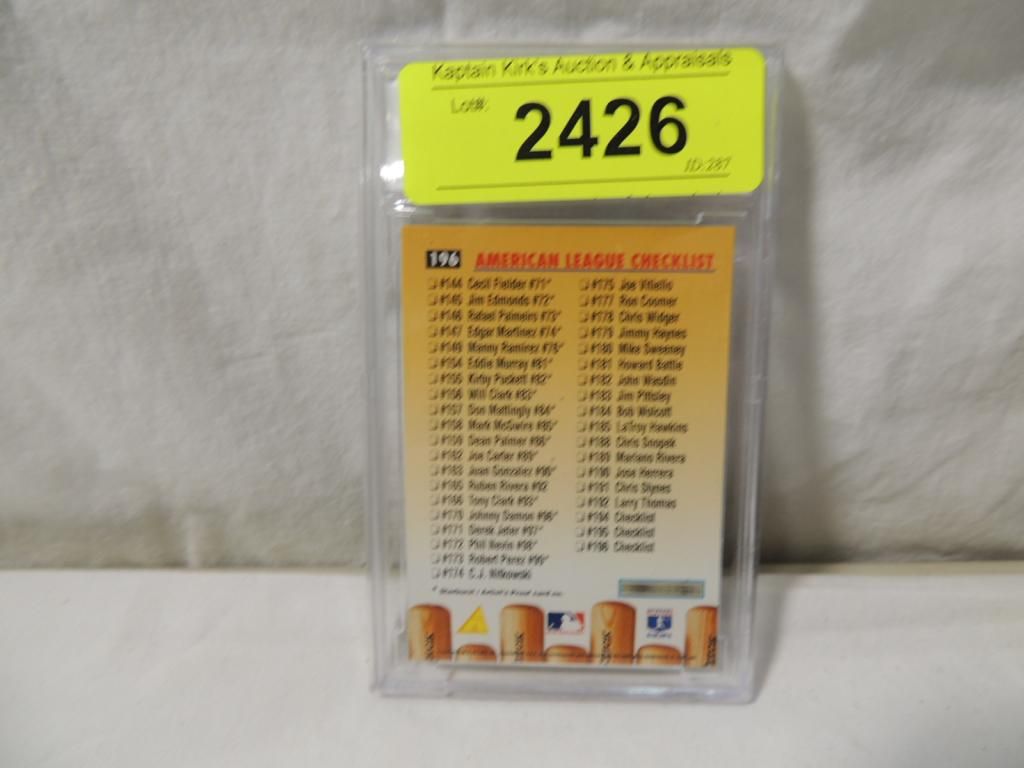 Kaptain Kirk's Auction & Appraisals
Lot#: 2426
ID:287
196 AMERICAN LEAGUE CHECKLIST
#144 Cecil Fielder #71*
#145 Jim Edmonds #72*
#146 Rafael Palmeiro #73*
#147 Edgar Martinez #74*
#149 Manny Ramirez #76*
#154 Eddie Murray #81*
#155 Kirby Puckett #82*
#156 Will Clark #83*
#157 Don Mattingly #84*
#158 Mark McGwire #85*
#159 Dean Palmer #86*
#162 Joe Carter #89*
#163 Juan Gonzalez #90*
#165 Ruben Rivera #92
#166 Tony Clark #93*
#170 Johnny Damon #96*
#171 Derek Jeter #97*
#172 Phil Nevin #98*
#173 Robert Perez #99*
#174 C.J. Nitkowski
#175 Joe Vitiello
#177 Ron Coomer
#178 Chris Widger
#179 Jimmy Haynes
#180 Mike Sweeney
#181 Howard Battle
#182 John Wasdin
#183 Jim Pittsley
#184 Bob Wolcott
#185 LaTroy Hawkins
#188 Chris Snopek
#189 Mariano Rivera
#190 Jose Herrera
#191 Chris Stynes
#192 Larry Thomas
#194 Checklist
#195 Checklist
#196 Checklist
* Starburst / Artist's Proof card no.